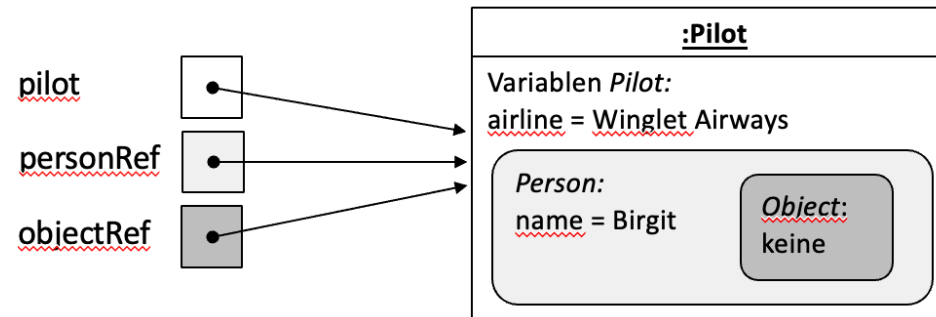 pilot
personRef
objectRef
:Pilot
Variablen Pilot:
airline = Winglet Airways
Person:
name = Birgit
Object:
keine